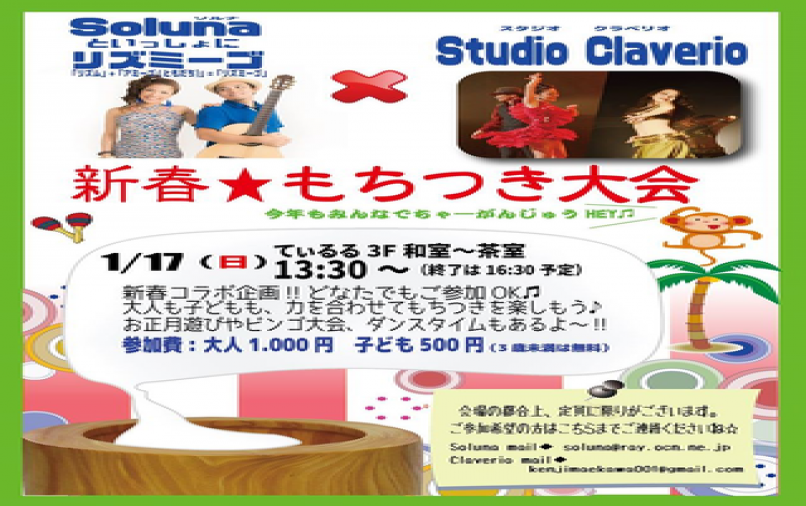 ソルナ
Soluna
といっしょに
リズミーゴ
「リズム」+「アミーゴ(ともだち)」=「リズミーゴ」
スタジオ クラベリオ
Studio Claverio
新春★もちつき大会
今年もみんなでちゃーがんじゅう HEY♫
1/17（日）てぃるる 3F 和室～茶室
13:30 ～（終了は 16:30 予定）
新春コラボ企画 !! どなたでもご参加 OK♫
大人も子どもも、力を合わせてもちつきを楽しもう♪
お正月遊びやビンゴ大会、ダンスタイムもあるよ～ !!
参加費：大人 1.000 円　子ども 500 円（3 歳未満は無料）
会場の都合上、定員に限りがございます。
ご参加希望の方はこちらまでご連絡くださいね☆
Soluna mail◆ soluna@ray.ocn.ne.jp
Claverio mail◆
kenjimaekawa001@gmail.com